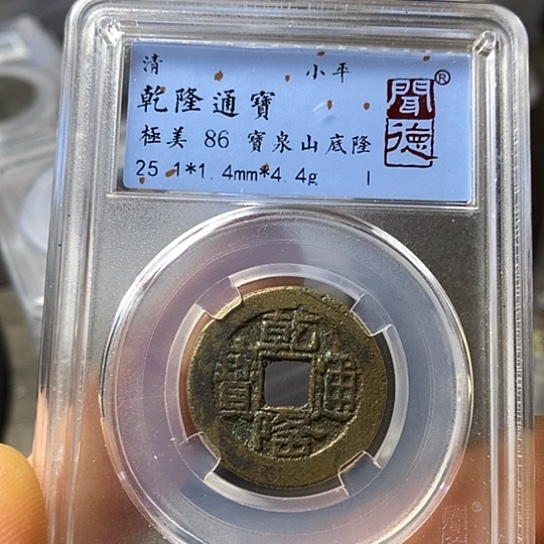 清 小平
乾隆通寶
極美 86 寶泉山底隆
25.1*1.4mm*4.4g
聞德®
乾隆通寶